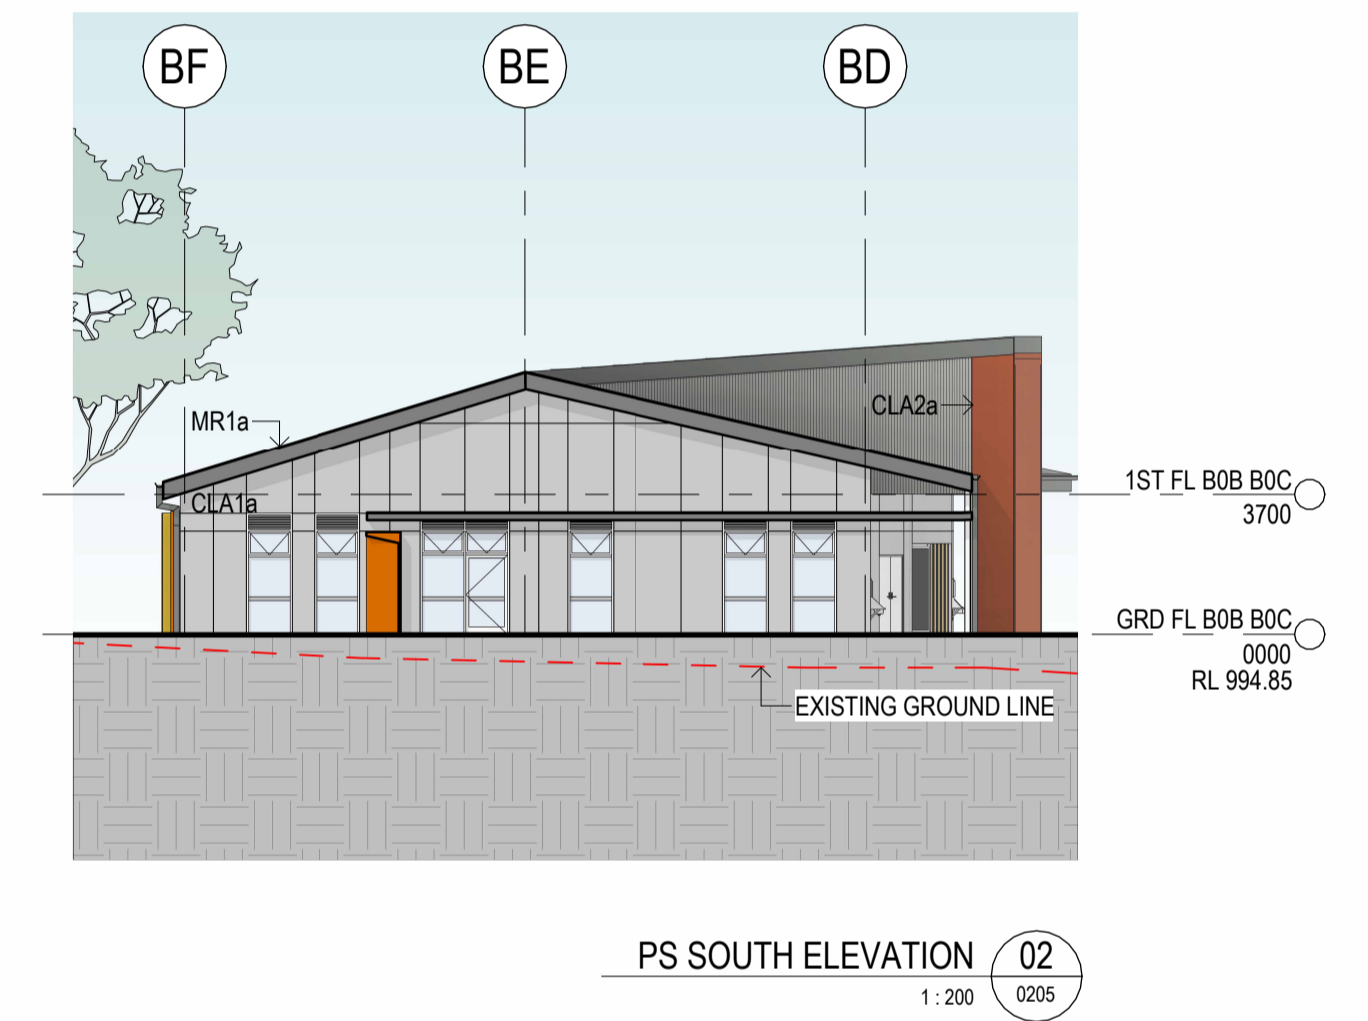 BF
BE
BD
MR1a
CLA2a
CLA1a
1ST FL B0B B0C
3700
GRD FL B0B B0C
0000
RL 994.85
EXISTING GROUND LINE
PS SOUTH ELEVATION
02
1 : 200
0205